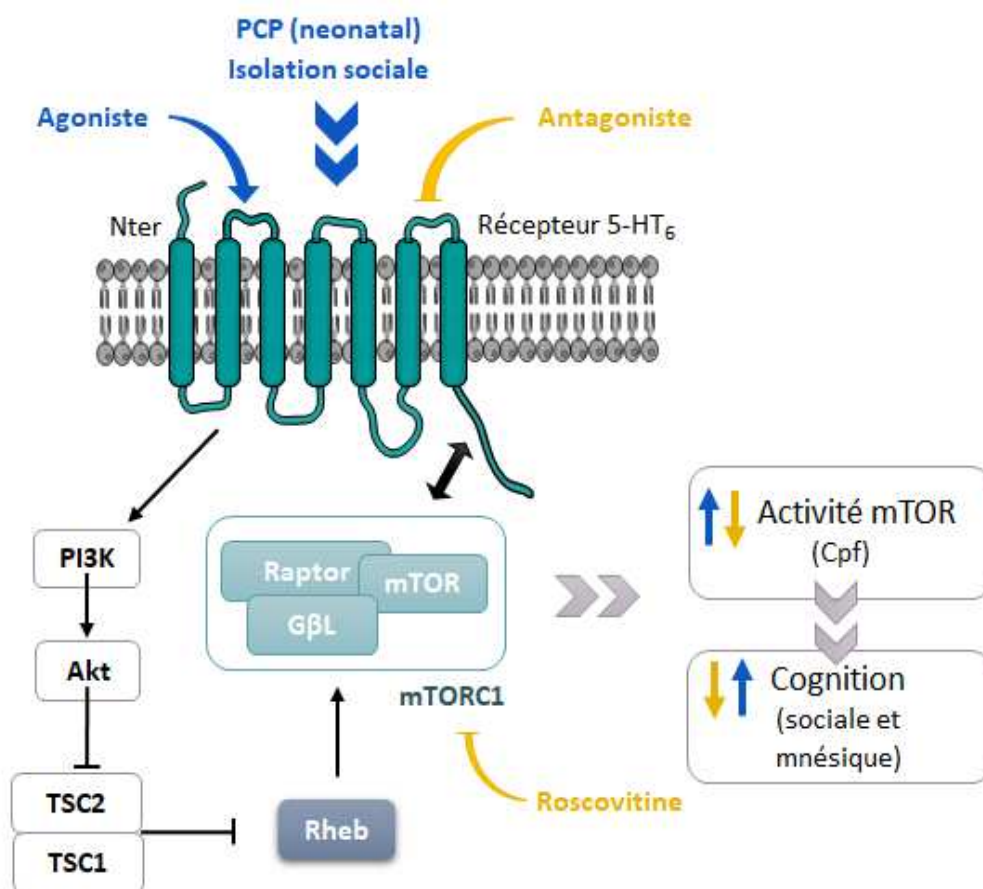 PCP (neonatal)
Isolation sociale
Agoniste
Antagoniste
Nter
Récepteur 5-HT₆
PI3K
Raptor
mTOR
GβL
Activité mTOR
(Cpf)
Akt
mTORC1
Cognition
(sociale et
mnésique)
TSC2
TSC1
Rheb
Roscovitine